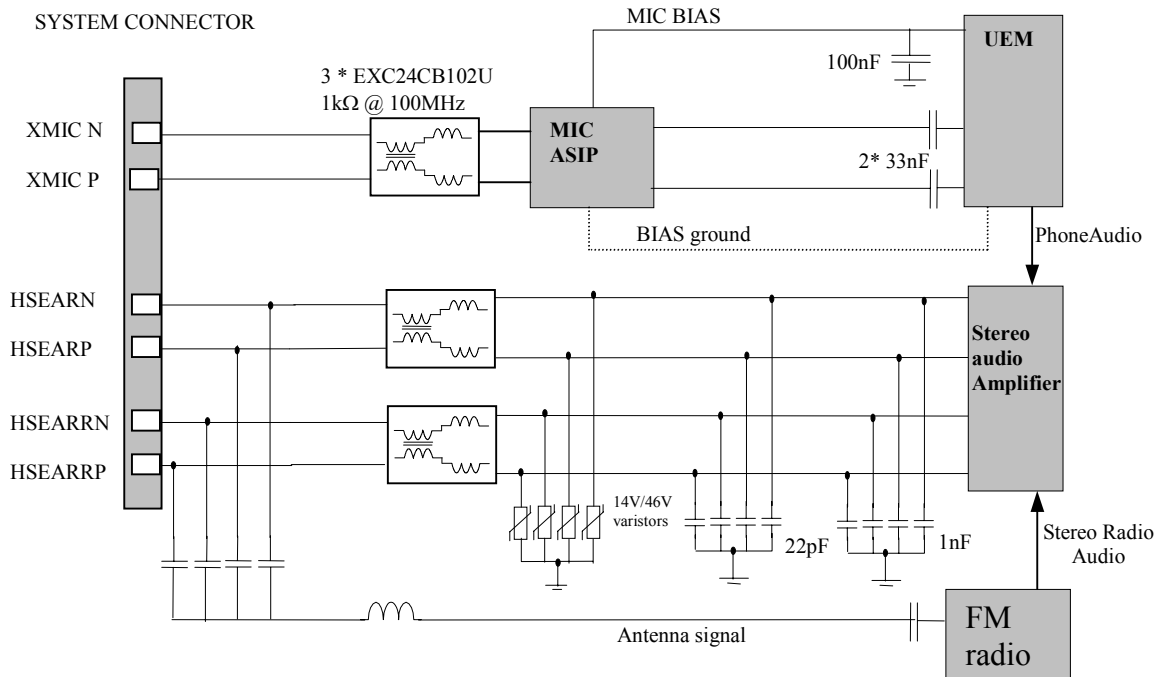 SYSTEM CONNECTOR
MIC BIAS
UEM
100nF
3 * EXC24CB102U
1kΩ @ 100MHz
XMIC N
MIC
ASIP
2* 33nF
XMIC P
BIAS ground
PhoneAudio
HSEARN
HSEARP
Stereo
audio
Amplifier
HSEARRN
HSEARRP
14V/46V
varistors
22pF
1nF
Stereo Radio
Audio
Antenna signal
FM
radio